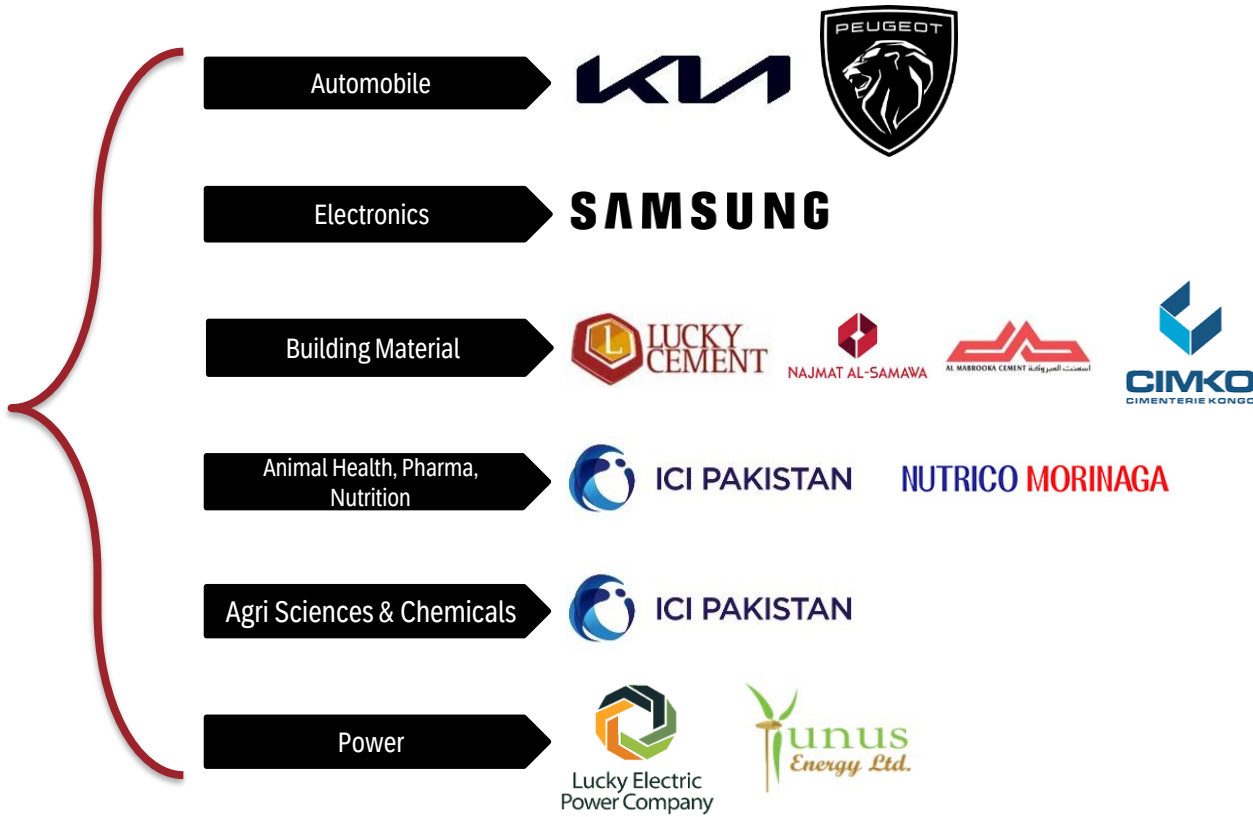 Automobile
KIA
PEUGEOT
Electronics
SAMSUNG
Building Material
LUCKY
CEMENT
NAJMAT AL-SAMAWA
AL MABROOKA CEMENT اسمنت المبروكة
CIMKO
CIMENTERIE KONGO
Animal Health, Pharma,
Nutrition
ICI PAKISTAN
NUTRICO MORINAGA
Agri Sciences & Chemicals
ICI PAKISTAN
Power
Lucky Electric
Power Company
Yunus
Energy Ltd.